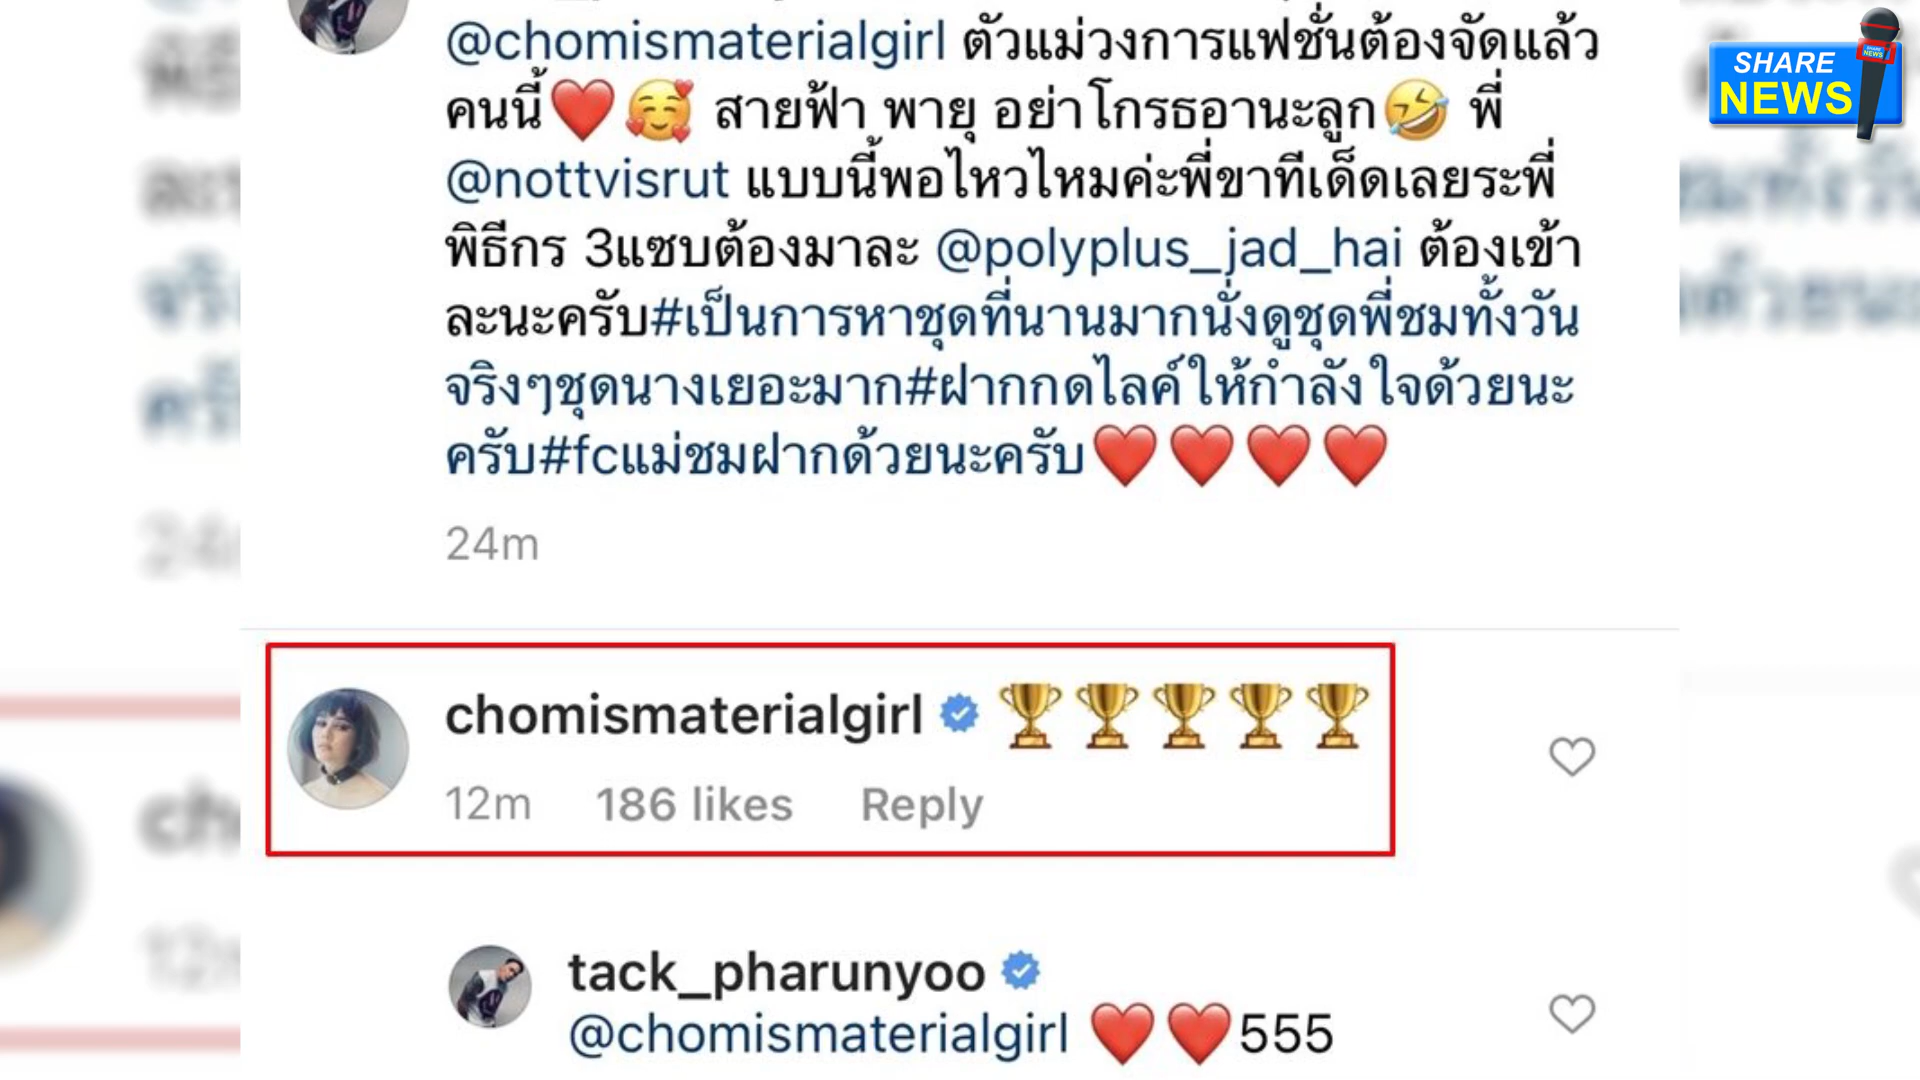 @chomismaterialgirl ตัวแม่วงการแฟชั่นต้องจัดแล้ว
คนนี้❤️🥰 สายฟ้า พายุ อย่าโกรธอานะลูก🤣 พี่
@nottvisrut แบบนี้พอไหวไหมค่ะพี่ขาทีเด็ดเลยระพี่
พิธีกร 3แซบต้องมาละ @polyplus_jad_hai ต้องเข้า
ละนะครับ#เป็นการหาชุดที่นานมากนั่งดูชุดพี่ชมทั้งวัน
จริงๆชุดนางเยอะมาก#ฝากกดไลค์ให้กำลังใจด้วยนะ
ครับ#fcแม่ชมฝากด้วยนะครับ❤️❤️❤️❤️
24m
chomismaterialgirl 🏆🏆🏆🏆🏆
12m 186 likes Reply
tack_pharunyoo
@chomismaterialgirl ❤️❤️555
SHARE
NEWS